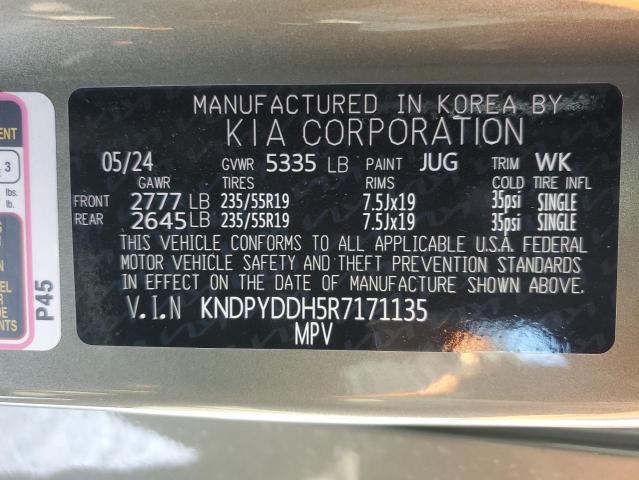 MANUFACTURED IN KOREA BY
KIA CORPORATION
05/24 GVWR 5335 LB PAINT JUG TRIM WK
GAWR TIRES RIMS COLD TIRE INFL
FRONT 2777 LB 235/55R19 7.5Jx19 35psi SINGLE
REAR 2645 LB 235/55R19 7.5Jx19 35psi SINGLE
THIS VEHICLE CONFORMS TO ALL APPLICABLE U.S.A. FEDERAL
MOTOR VEHICLE SAFETY AND THEFT PREVENTION STANDARDS
IN EFFECT ON THE DATE OF MANUFACTURE SHOWN ABOVE.
V.I.N KNDPYDDH5R7171135
MPV
3
lbs.
lb.
P45